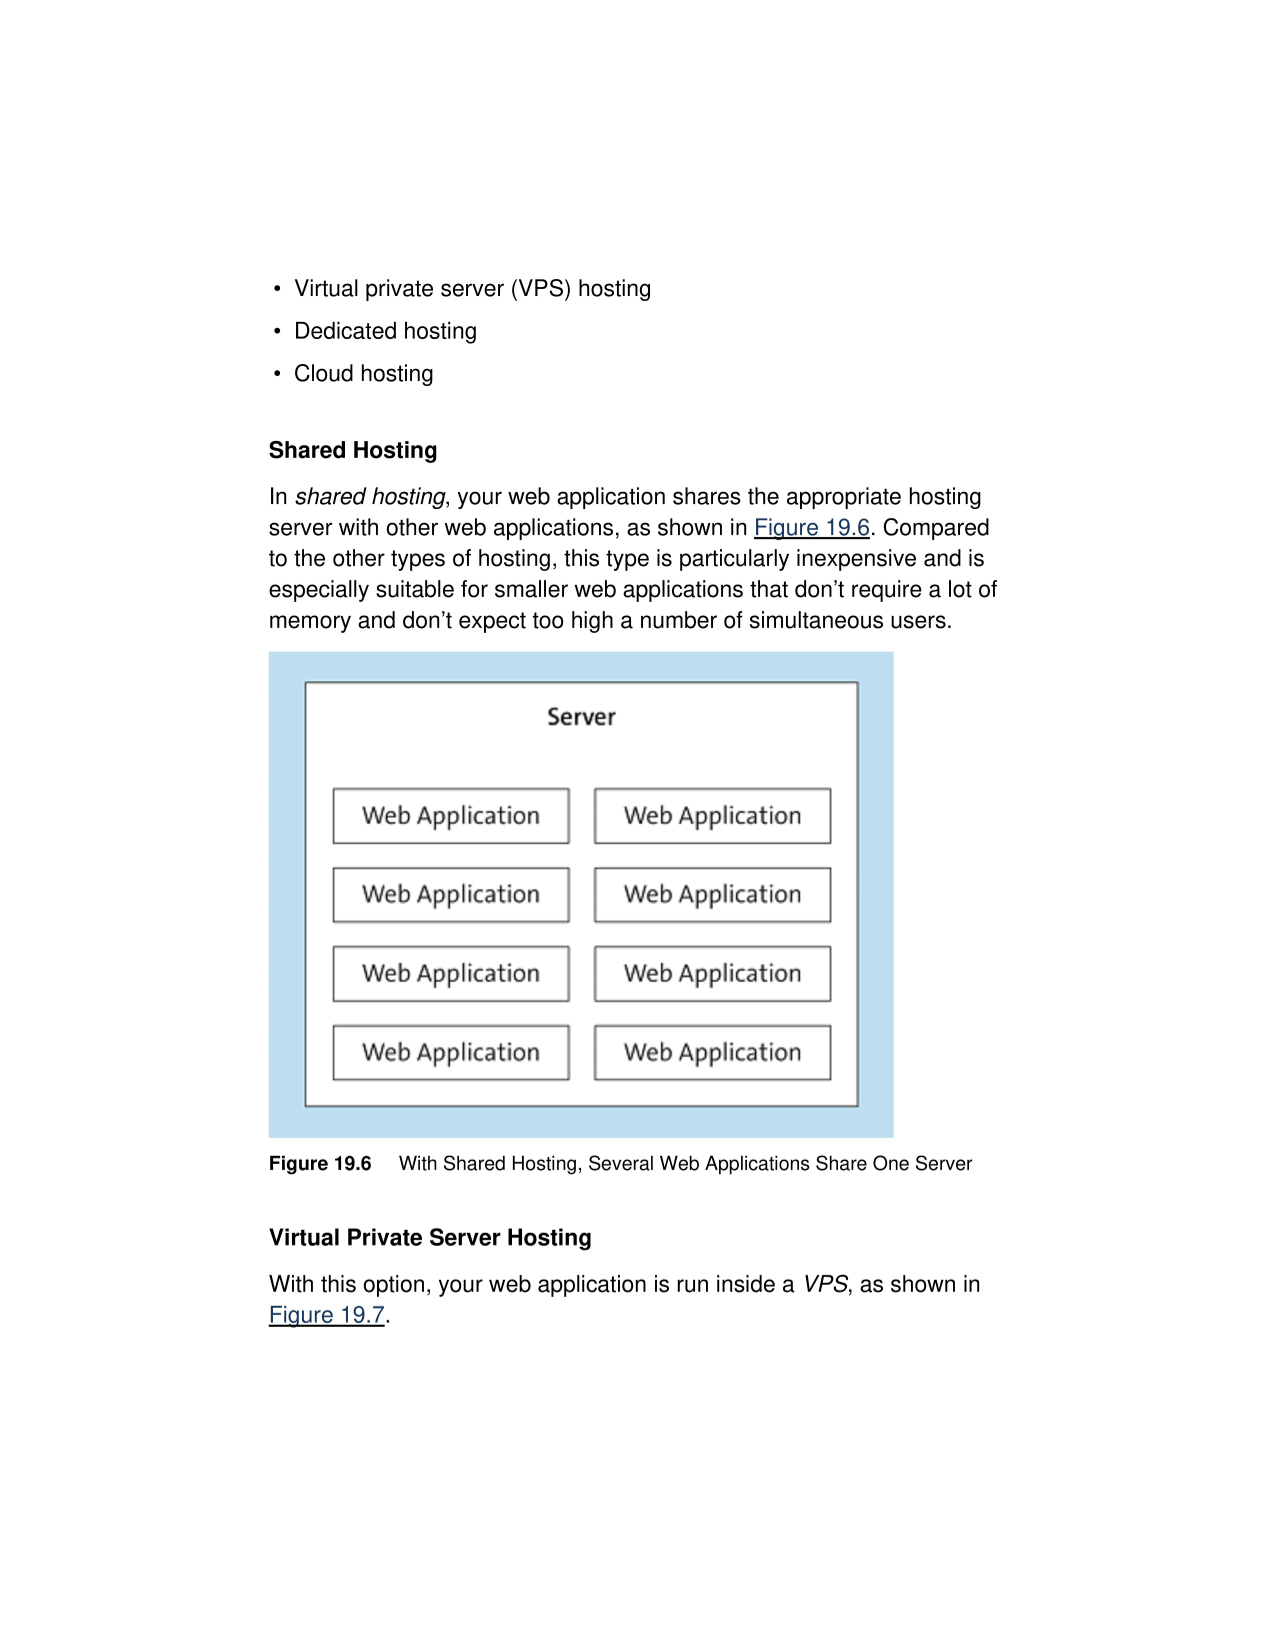 • Virtual private server (VPS) hosting
• Dedicated hosting
• Cloud hosting
Shared Hosting
In shared hosting, your web application shares the appropriate hosting
server with other web applications, as shown in Figure 19.6. Compared
to the other types of hosting, this type is particularly inexpensive and is
especially suitable for smaller web applications that don’t require a lot of
memory and don’t expect too high a number of simultaneous users.
Server
Web Application Web Application
Web Application Web Application
Web Application Web Application
Web Application Web Application
Figure 19.6 With Shared Hosting, Several Web Applications Share One Server
Virtual Private Server Hosting
With this option, your web application is run inside a VPS, as shown in
Figure 19.7.